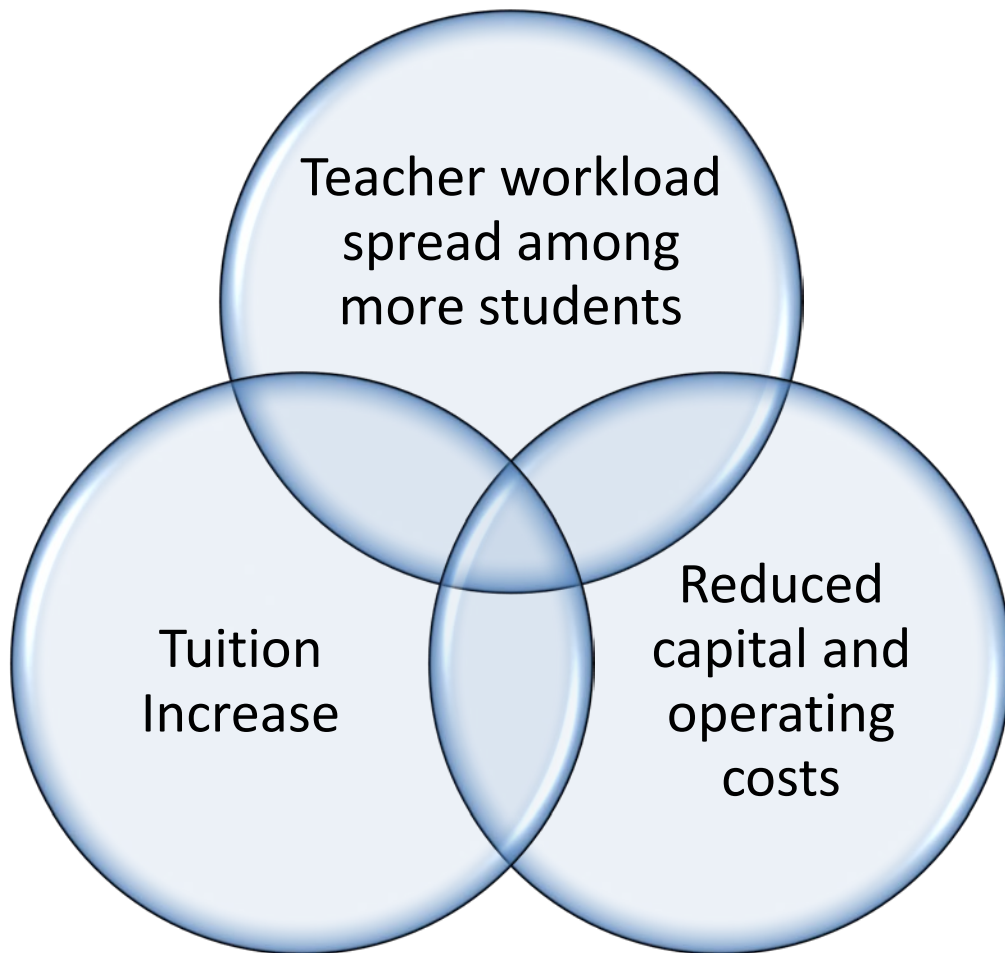 Teacher workload
spread among
more students
Tuition
Increase
Reduced
capital and
operating
costs